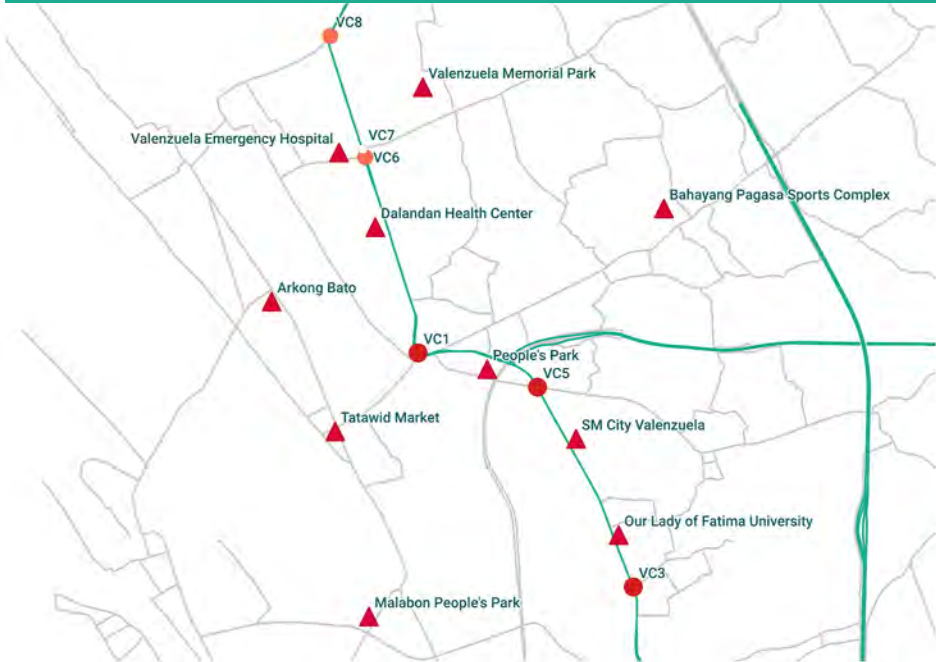 VC8
Valenzuela Memorial Park
VC7
Valenzuela Emergency Hospital
VC6
Bahayang Pagasa Sports Complex
Dalandan Health Center
Arkong Bato
VC1
People's Park
VC5
Tatawid Market
SM City Valenzuela
Our Lady of Fatima University
VC3
Malabon People's Park